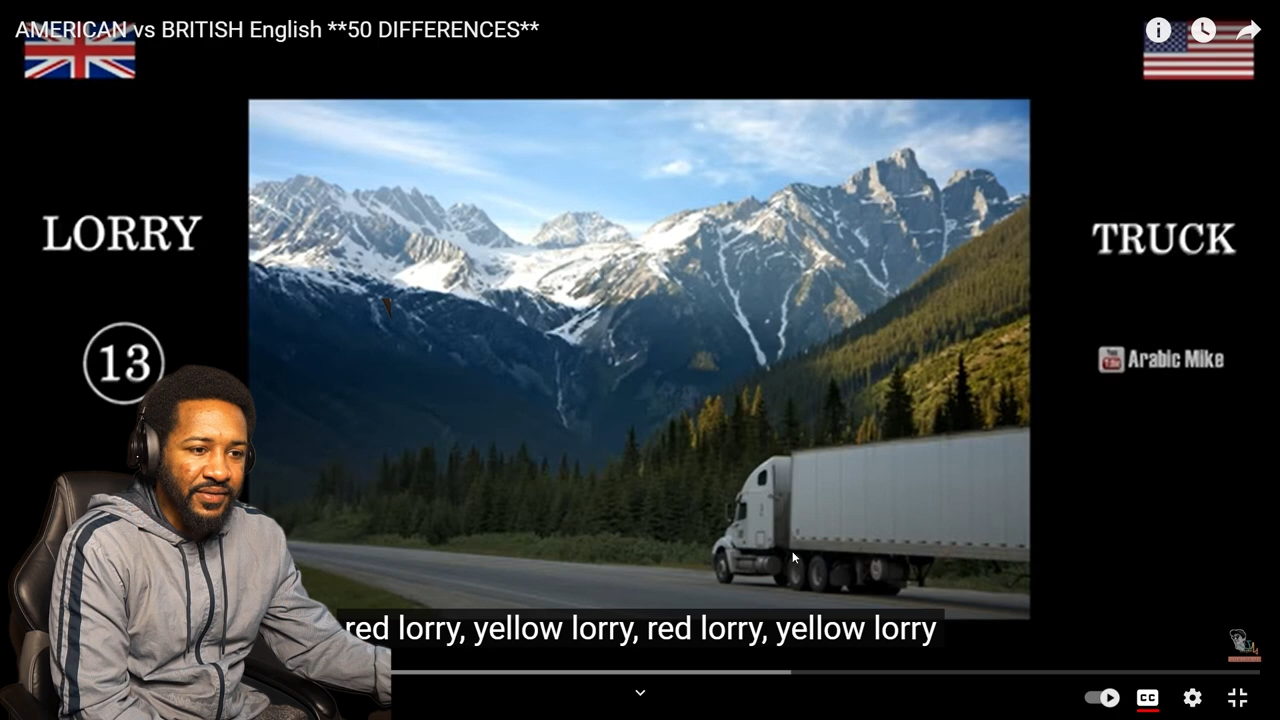 AMERICAN vs BRITISH English **50 DIFFERENCES**
LORRY
TRUCK
13
Arabic Mike
red lorry, yellow lorry, red lorry, yellow lorry
CC